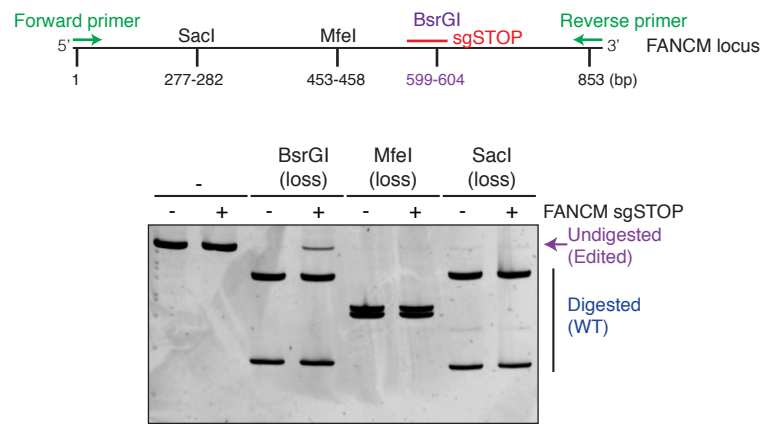 Forward primer
BsrGI
Reverse primer
5’
SacI
MfeI
sgSTOP
3’
FANCM locus
1
277-282
453-458
599-604
853 (bp)
BsrGI
(loss)
MfeI
(loss)
SacI
(loss)
-
- + - + - + - + FANCM sgSTOP
Undigested
(Edited)
Digested
(WT)